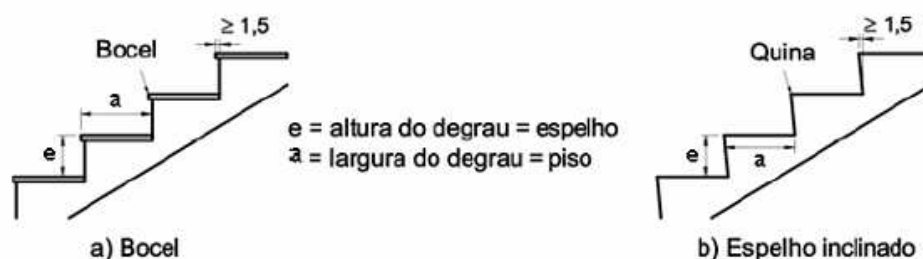 ≥ 1,5
Bocel
a
e
a) Bocel
e = altura do degrau = espelho
a = largura do degrau = piso
≥ 1,5
Quina
e
a
b) Espelho inclinado